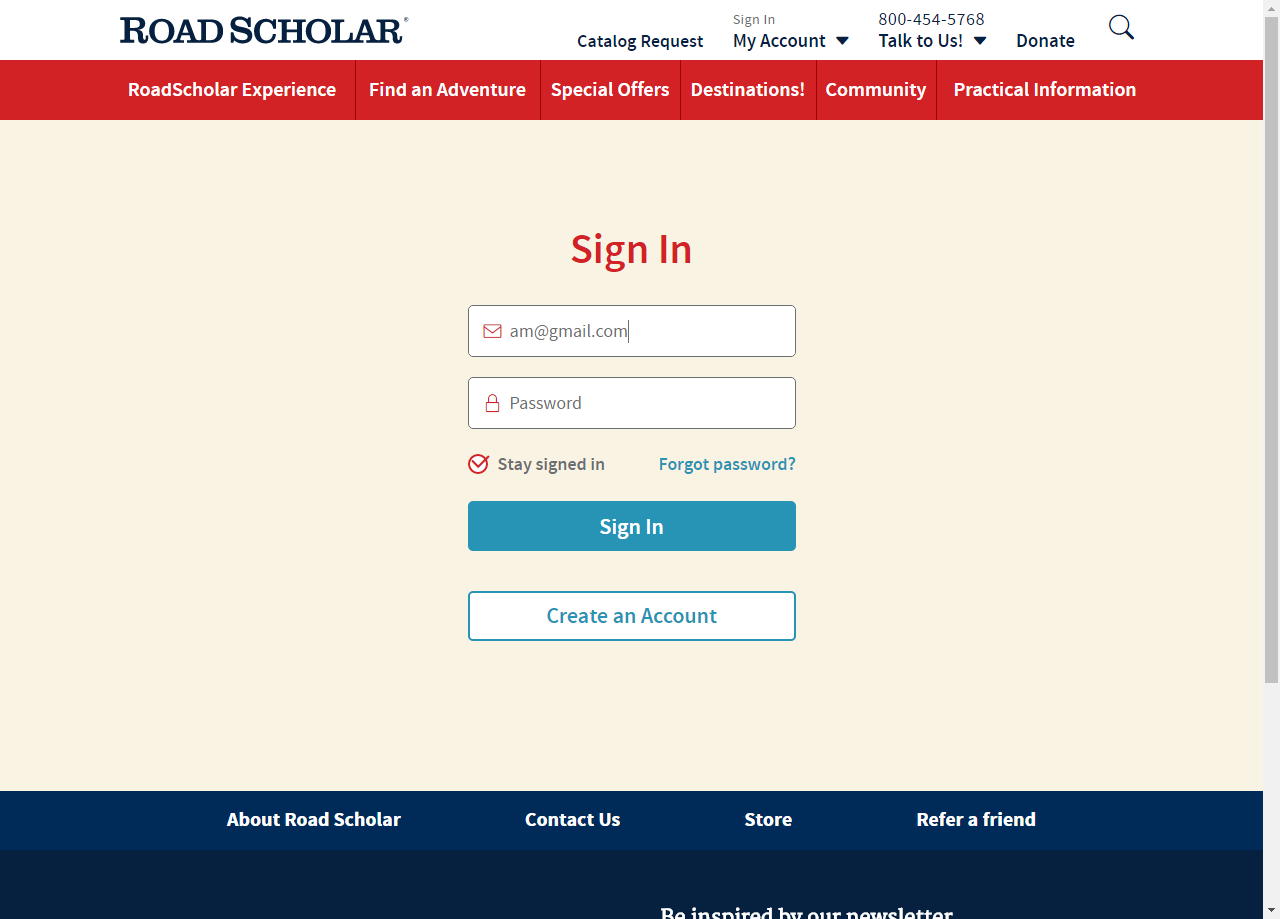 ROAD SCHOLAR®
Sign In
800-454-5768
Catalog Request
My Account
Talk to Us!
Donate
RoadScholar Experience
Find an Adventure
Special Offers
Destinations!
Community
Practical Information
Sign In
am@gmail.com
Password
Stay signed in
Forgot password?
Sign In
Create an Account
About Road Scholar
Contact Us
Store
Refer a friend
Be inspired by our newsletter